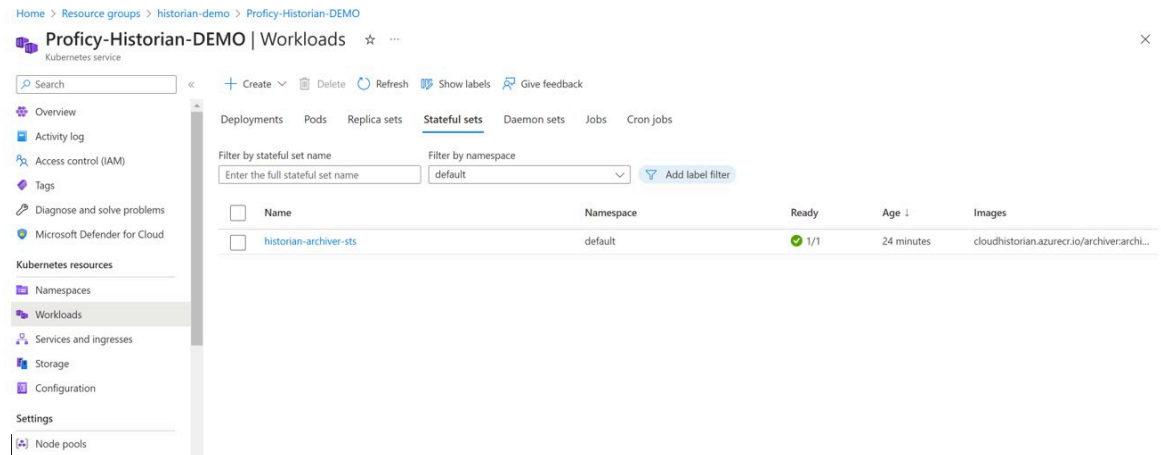 Home > Resource groups > historian-demo > Proficy-Historian-DEMO
Proficy-Historian-DEMO | Workloads
Kubernetes service
Search
Create Delete Refresh Show labels Give feedback
Overview
Activity log
Access control (IAM)
Tags
Diagnose and solve problems
Microsoft Defender for Cloud
Kubernetes resources
Namespaces
Workloads
Services and ingresses
Storage
Configuration
Settings
Node pools
Deployments Pods Replica sets Stateful sets Daemon sets Jobs Cron jobs
Filter by stateful set name Filter by namespace
Enter the full stateful set name default Add label filter
Name Namespace Ready Age ↓ Images
historian-archiver-sts default 1/1 24 minutes cloudhistorian.azurecr.io/archiver:archi...